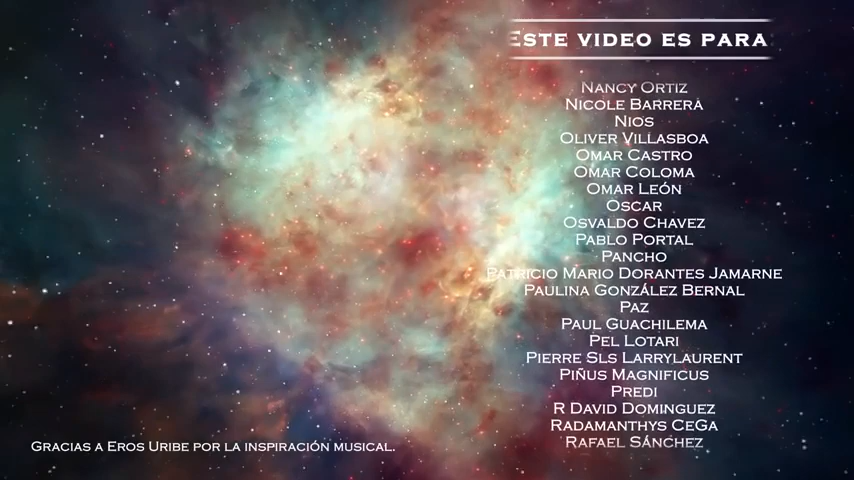 Este video es para
Nancy Ortiz
Nicole Barrera
Nios
Oliver Villasboa
Omar Castro
Omar Coloma
Omar León
Oscar
Osvaldo Chavez
Pablo Portal
Pancho
Patricio Mario Dorantes Jamarne
Paulina González Bernal
Paz
Paul Guachilema
Pel Lotari
Pierre Sls Larrylaurent
Piñus Magnificus
Predi
R David Dominguez
Radamanthys CeGa
Rafael Sánchez
Gracias a Eros Uribe por la inspiración musical.